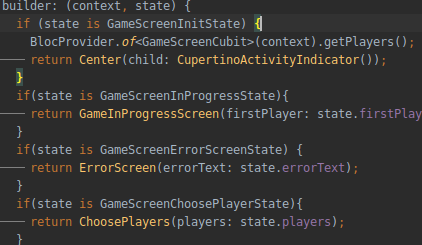 builder: (context, state) {
if (state is GameScreenInitState) {
BlocProvider.of<GameScreenCubit>(context).getPlayers();
return Center(child: CupertinoActivityIndicator());
}
if(state is GameScreenInProgressState){
return GameInProgressScreen(firstPlayer: state.firstPlay
}
if(state is GameScreenErrorScreenState) {
return ErrorScreen(errorText: state.errorText);
}
if(state is GameScreenChoosePlayerState){
return ChoosePlayers(players: state.players);
}